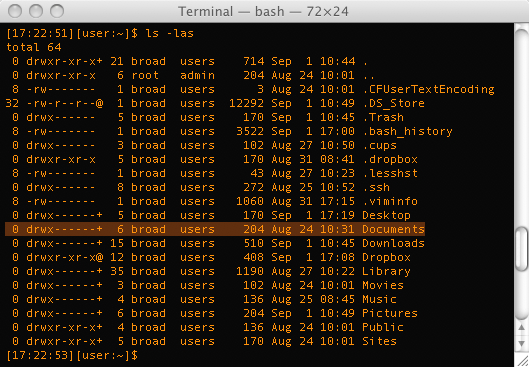 Terminal — bash — 72×24
[17:22:51][user:~]$ ls -las
total 64
 0 drwxr-xr-x+ 21 broad  users    714 Sep  1 10:44 .
 0 drwxr-xr-x   6 root   admin    204 Aug 24 10:01 ..
 8 -rw-------   1 broad  users      3 Aug 24 10:01 .CFUserTextEncoding
32 -rw-r--r--@  1 broad  users  12292 Sep  1 10:49 .DS_Store
 0 drwx------   5 broad  users    170 Sep  1 10:45 .Trash
 8 -rw-------   1 broad  users   3522 Sep  1 17:00 .bash_history
 0 drwx------   3 broad  users    102 Aug 27 10:50 .cups
 0 drwxr-xr-x   5 broad  users    170 Aug 31 08:41 .dropbox
 8 -rw-------   1 broad  users     43 Aug 27 10:23 .lesshst
 0 drwx------   8 broad  users    272 Aug 25 10:52 .ssh
 8 -rw-------   1 broad  users   1060 Aug 31 17:15 .viminfo
 0 drwx------+  5 broad  users    170 Sep  1 17:19 Desktop
 0 drwx------+  6 broad  users    204 Aug 24 10:31 Documents
 0 drwx------+ 15 broad  users    510 Sep  1 10:45 Downloads
 0 drwxr-xr-x@ 12 broad  users    408 Sep  1 17:08 Dropbox
 0 drwx------+ 35 broad  users   1190 Aug 27 10:22 Library
 0 drwx------+  3 broad  users    102 Aug 24 10:01 Movies
 0 drwx------+  4 broad  users    136 Aug 25 08:45 Music
 0 drwx------+  6 broad  users    204 Sep  1 10:49 Pictures
 0 drwxr-xr-x+  4 broad  users    136 Aug 24 10:01 Public
 0 drwxr-xr-x+  5 broad  users    170 Aug 24 10:01 Sites
[17:22:53][user:~]$